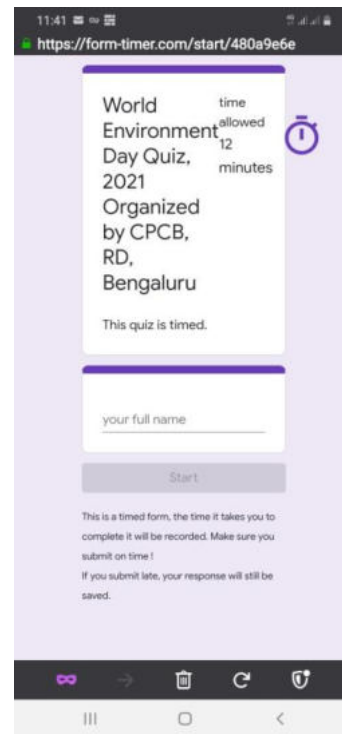 11:41
https://form-timer.com/start/480a9e6e
World
Environment
Day Quiz,
2021
Organized
by CPCB,
RD,
Bengaluru
time
allowed
12
minutes
This quiz is timed.
your full name
Start
This is a timed form, the time it takes you to
complete it will be recorded. Make sure you
submit on time !
If you submit late, your response will still be
saved.